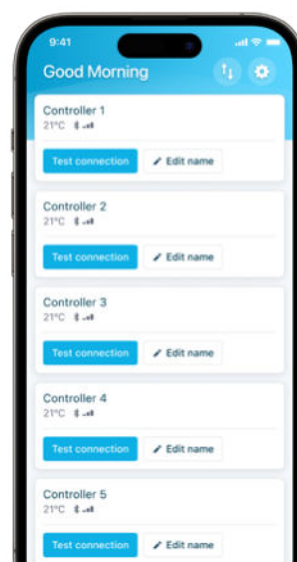 9:41
Good Morning
Controller 1
21°C
Test connection Edit name
Controller 2
21°C
Test connection Edit name
Controller 3
21°C
Test connection Edit name
Controller 4
21°C
Test connection Edit name
Controller 5
21°C
Test connection Edit name